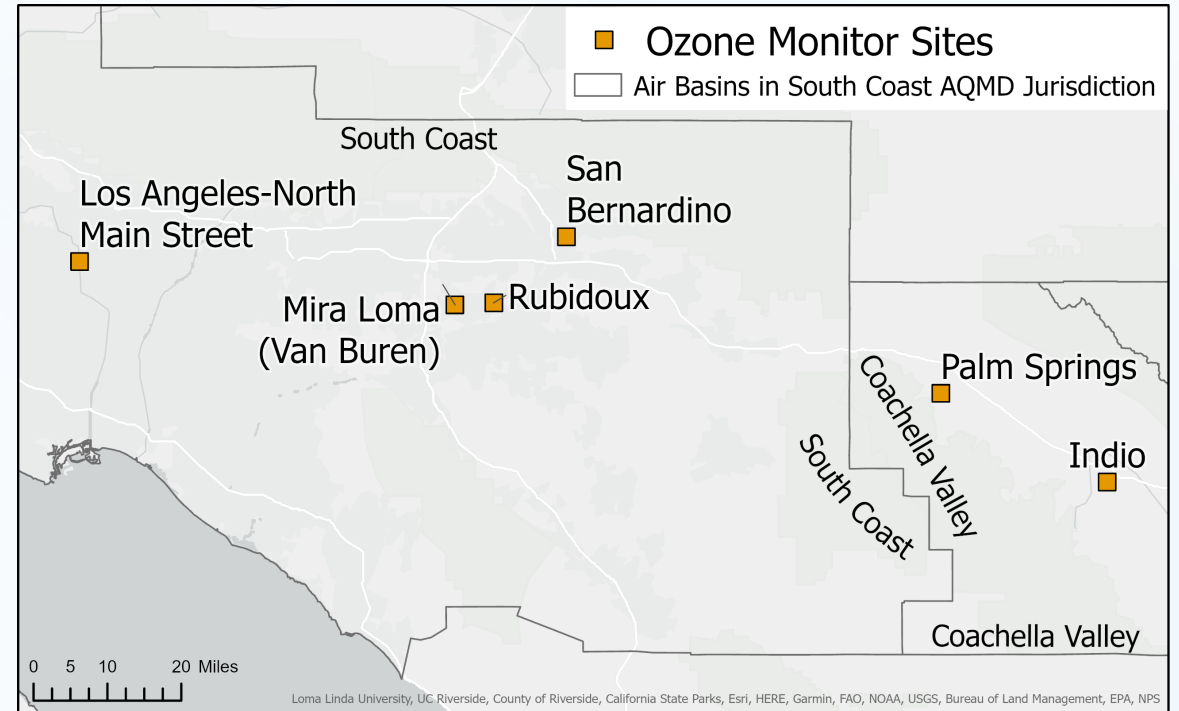 Ozone Monitor Sites
Air Basins in South Coast AQMD Jurisdiction
South Coast
San
Bernardino
Los Angeles-North
Main Street
Mira Loma
(Van Buren)
Rubidoux
Palm Springs
Coachella Valley
Indio
South Coast
Coachella Valley
0 5 10 20 Miles
Loma Linda University, UC Riverside, County of Riverside, California State Parks, Esri, HERE, Garmin, FAO, NOAA, USGS, Bureau of Land Management, EPA, NPS